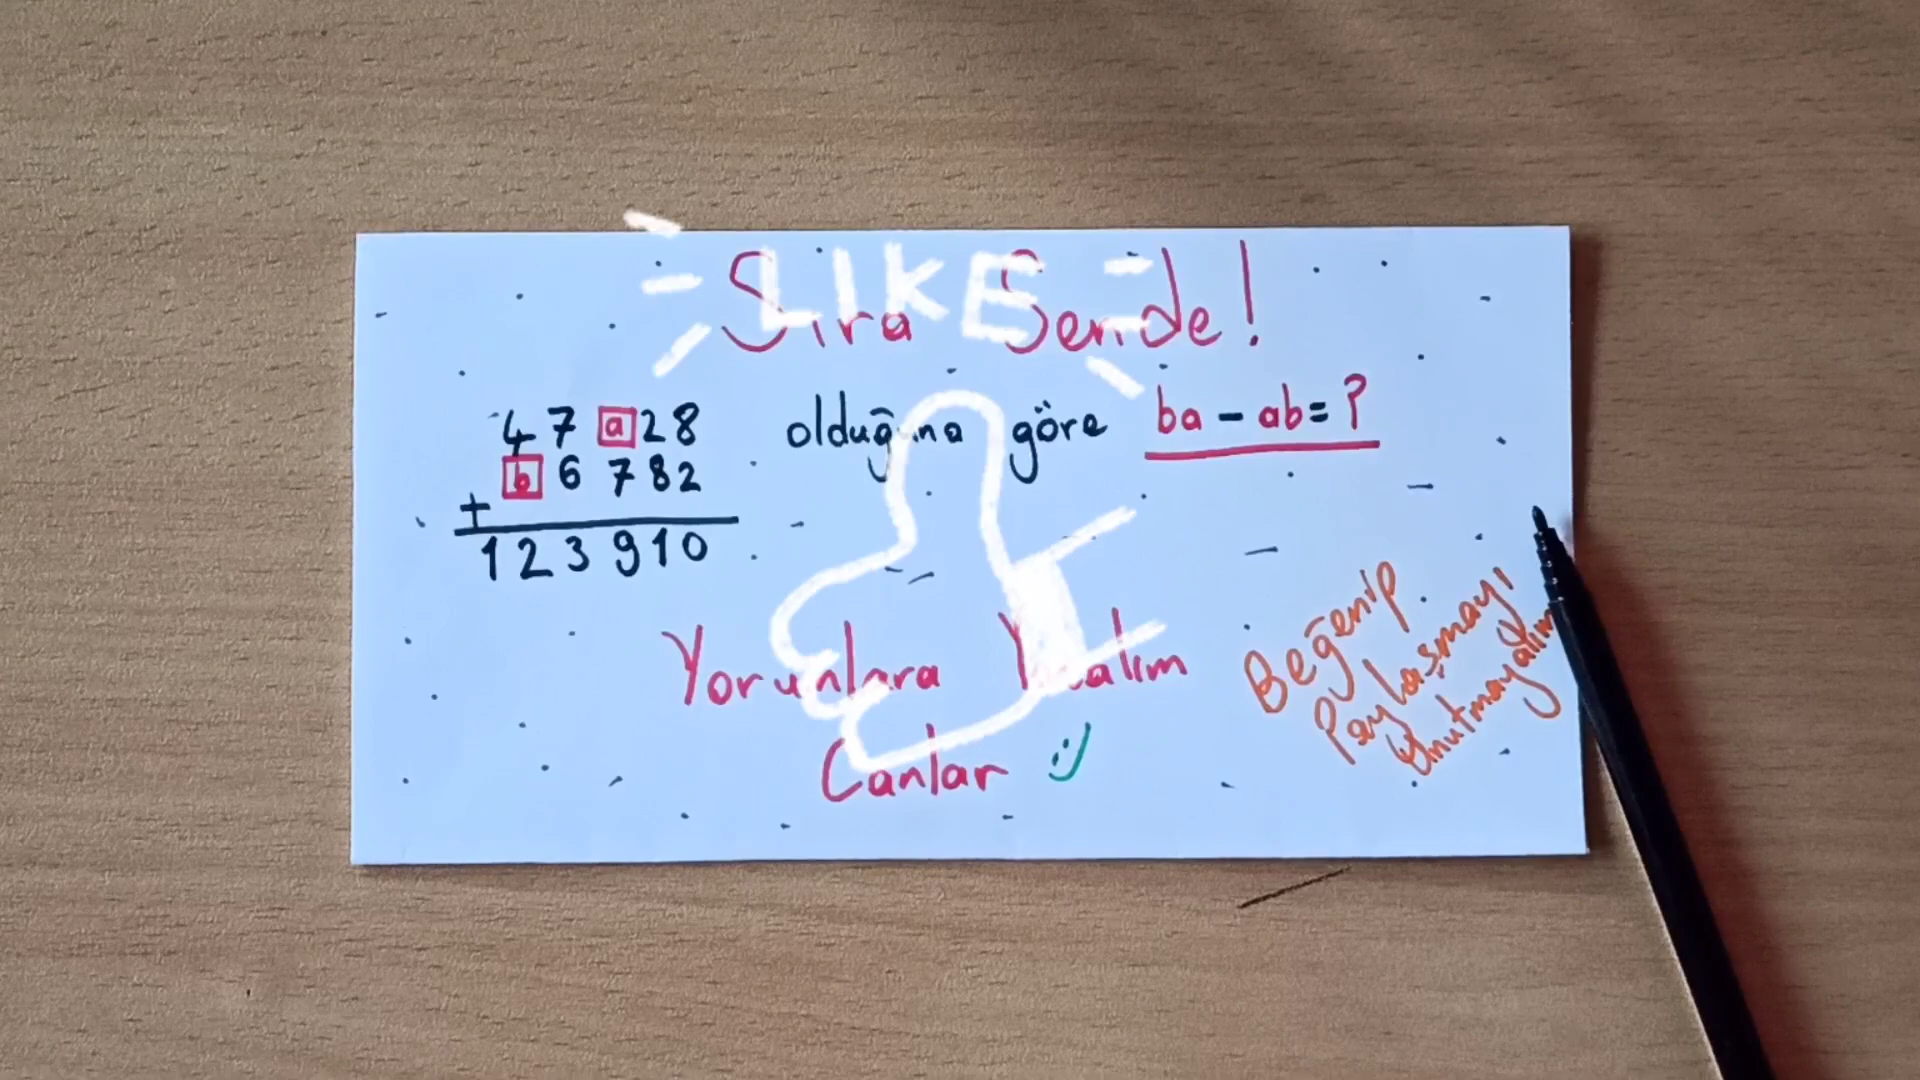 LIKE
Sıra Sende!
47a28
b6782
+
123910
olduğuna göre ba - ab = ?
Yorumlara Yazalım
Canlar :)
Beğenip
Paylaşmayı
Unutmayalım